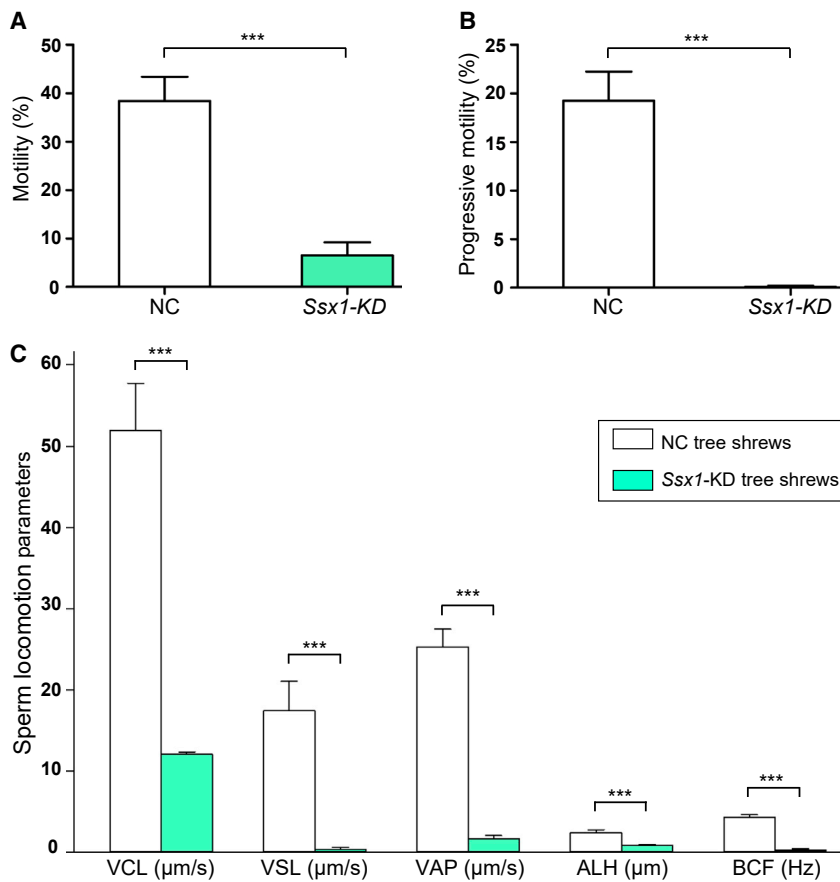 A
Motility (%)
50
40
30
20
10
0
***
NC
Ssx1-KD
B
Progressive motility (%)
25
20
15
10
5
0
***
NC
Ssx1-KD
C
Sperm locomotion parameters
60
50
40
30
20
10
0
***
***
***
***
***
NC tree shrews
Ssx1-KD tree shrews
VCL (µm/s)
VSL (µm/s)
VAP (µm/s)
ALH (µm)
BCF (Hz)